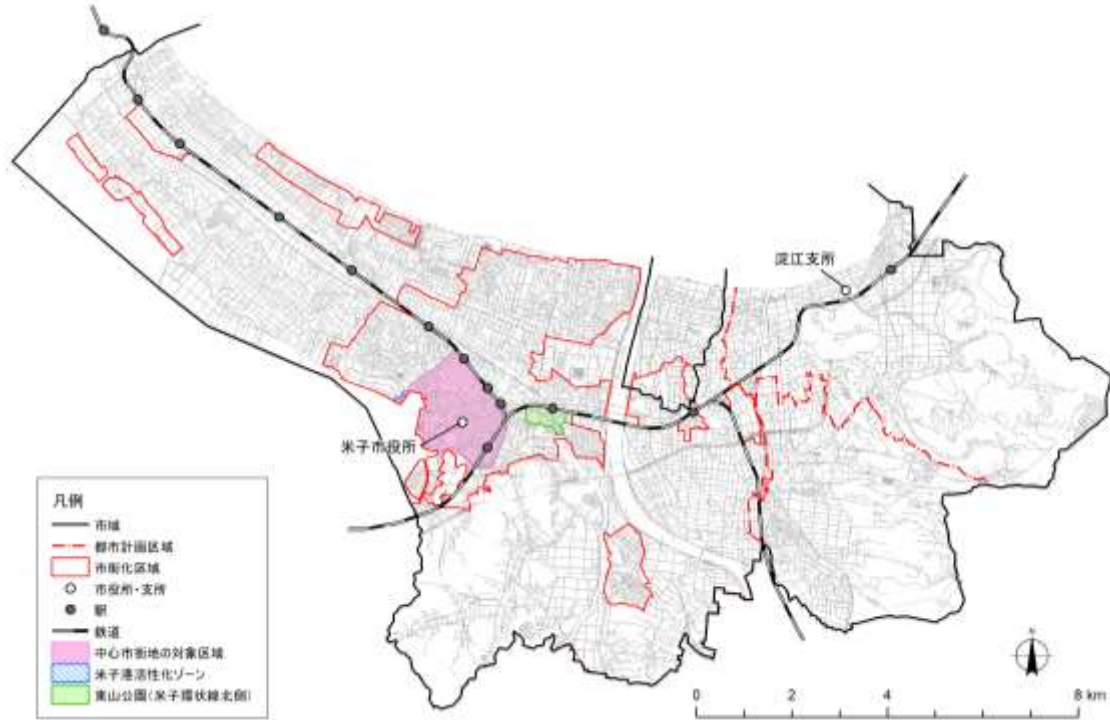 淀江支所
米子市役所
凡例
市域
都市計画区域
市街化区域
市役所・支所
駅
鉄道
中心市街地の対象区域
米子港活性化ゾーン
東山公園(米子環状線北側)
N
0 2 4 8 km